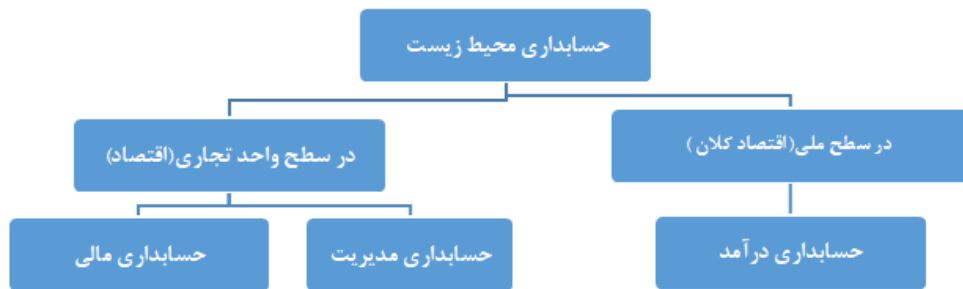 حسابداری محیط زیست
در سطح ملی(اقتصاد کلان )
در سطح واحد تجاری(اقتصاد)
حسابداری درآمد
حسابداری مدیریت
حسابداری مالی